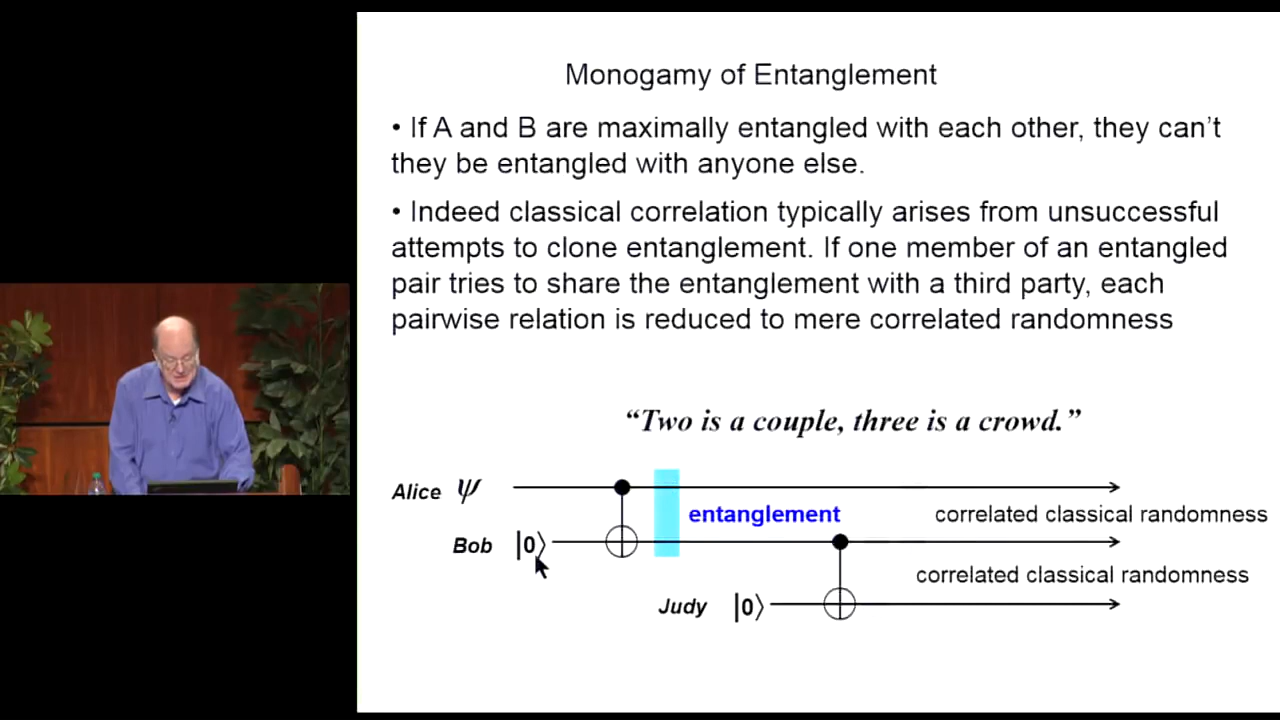 Monogamy of Entanglement
• If A and B are maximally entangled with each other, they can't
they be entangled with anyone else.
• Indeed classical correlation typically arises from unsuccessful
attempts to clone entanglement. If one member of an entangled
pair tries to share the entanglement with a third party, each
pairwise relation is reduced to mere correlated randomness
“Two is a couple, three is a crowd.”
Alice ψ
entanglement
correlated classical randomness
Bob |0⟩
correlated classical randomness
Judy |0⟩